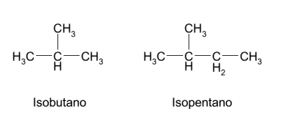 CH3 CH3
H3C—C—CH3 H3C—C—C—CH3
H H H2
Isobutano Isopentano